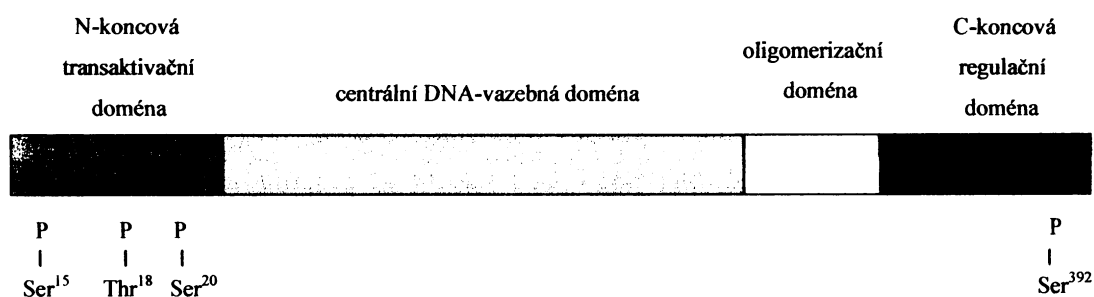 N-koncová
transaktivační
doména
centrální DNA-vazebná doména
oligomerizační
doména
C-koncová
regulační
doména
P P P P
Ser¹⁵ Thr¹⁸ Ser²⁰ Ser³⁹²